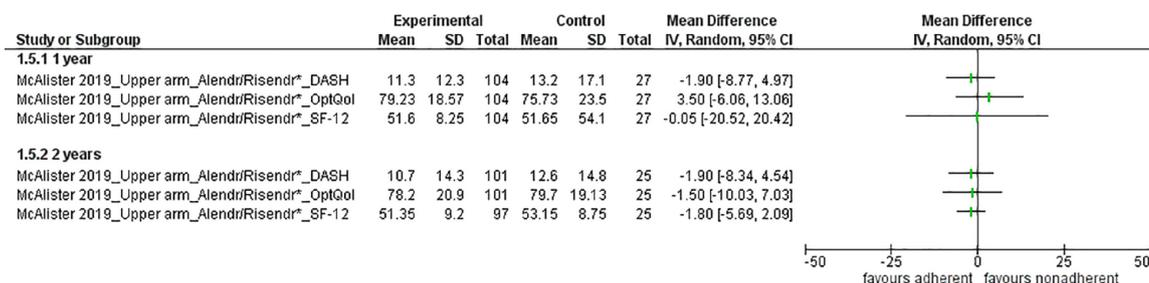 Experimental Control Mean Difference Mean Difference
Study or Subgroup Mean SD Total Mean SD Total IV, Random, 95% CI IV, Random, 95% CI
1.5.1 1 year
McAlister 2019_Upper arm_Alendr/Risendr*_DASH 11.3 12.3 104 13.2 17.1 27 -1.90 [-8.77, 4.97]
McAlister 2019_Upper arm_Alendr/Risendr*_OptQol 79.23 18.57 104 75.73 23.5 27 3.50 [-6.06, 13.06]
McAlister 2019_Upper arm_Alendr/Risendr*_SF-12 51.6 8.25 104 51.65 54.1 27 -0.05 [-20.52, 20.42]
1.5.2 2 years
McAlister 2019_Upper arm_Alendr/Risendr*_DASH 10.7 14.3 101 12.6 14.8 25 -1.90 [-8.34, 4.54]
McAlister 2019_Upper arm_Alendr/Risendr*_OptQol 78.2 20.9 101 79.7 19.13 25 -1.50 [-10.03, 7.03]
McAlister 2019_Upper arm_Alendr/Risendr*_SF-12 51.35 9.2 97 53.15 8.75 25 -1.80 [-5.69, 2.09]
-50 -25 0 25 50
favours adherent favours nonadherent